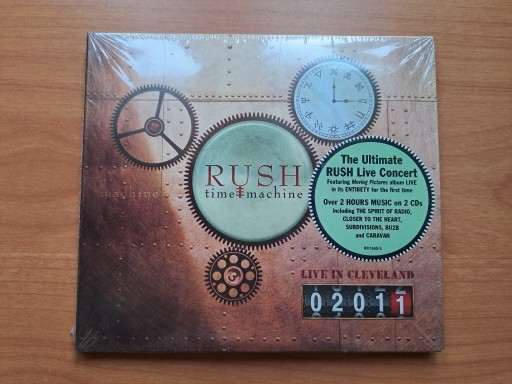 RUSH
time machine
machine
The Ultimate
RUSH Live Concert
Featuring Moving Pictures album LIVE
in its ENTIRETY for the first time
Over 2 HOURS MUSIC on 2 CDs
including THE SPIRIT OF RADIO,
CLOSER TO THE HEART,
SUBDIVISIONS, BU2B
and CARAVAN
LIVE IN CLEVELAND
02011